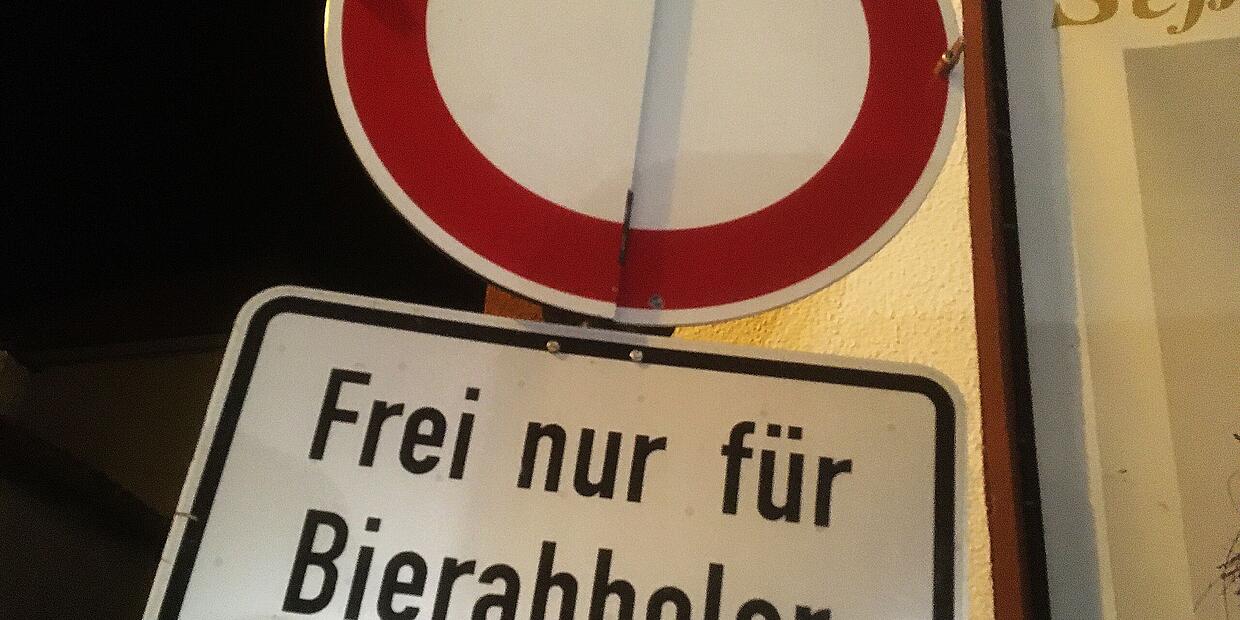 Frei nur für
Bierabholer